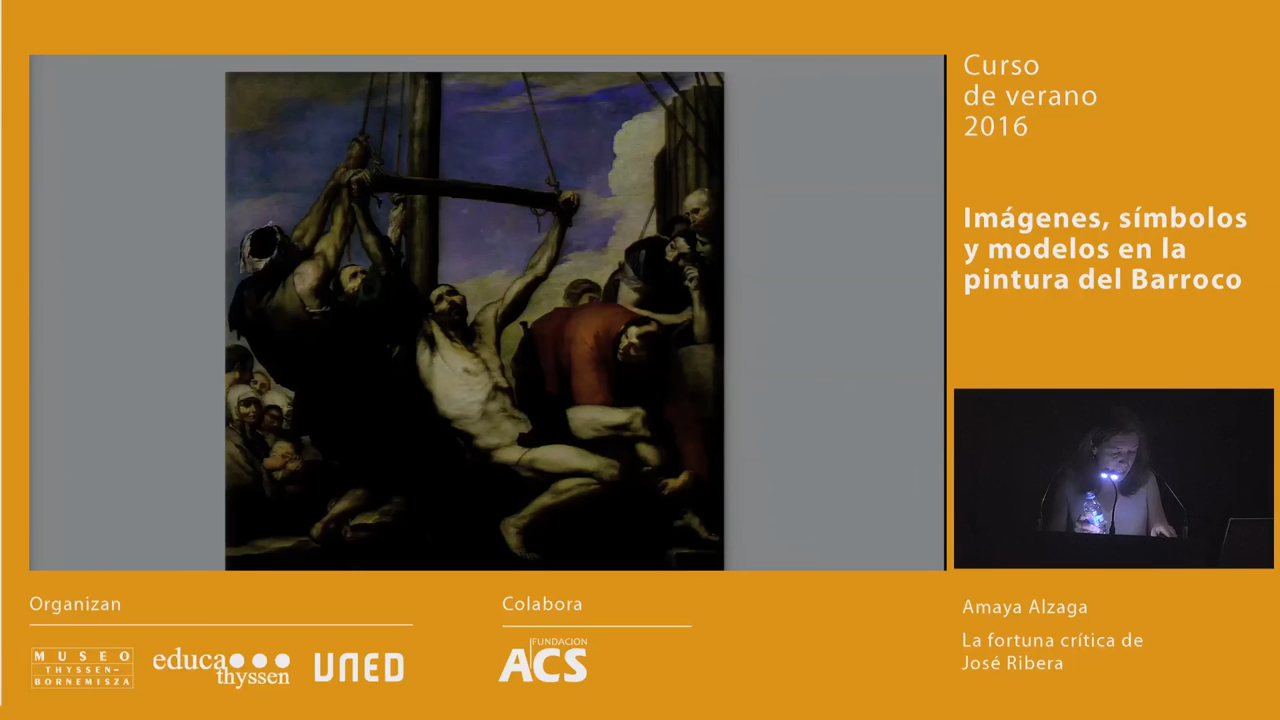 Curso
de verano
2016
Imágenes, símbolos
y modelos en la
pintura del Barroco
Organizan
MUSEO
THYSSEN-
BORNEMISZA
educa
thyssen
UNED
Colabora
FUNDACION
ACS
Amaya Alzaga
La fortuna crítica de
José Ribera